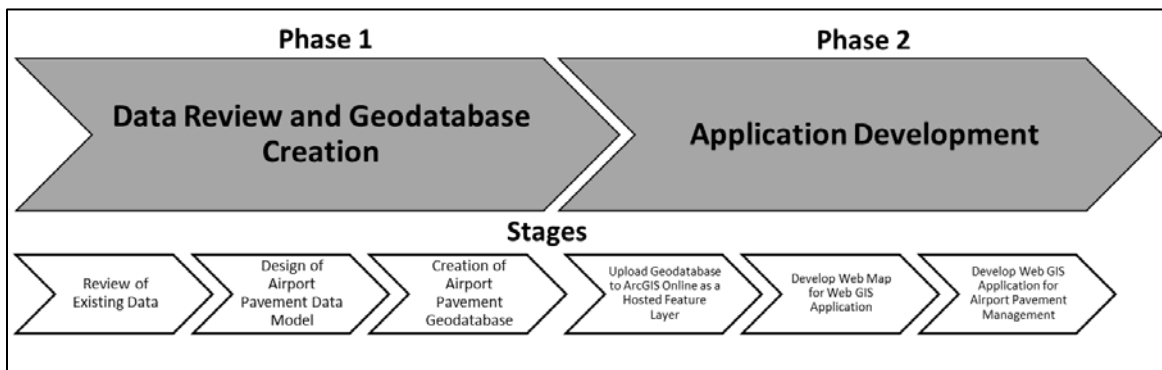 Phase 1
Phase 2
Data Review and Geodatabase
Creation
Application Development
Stages
Review of
Existing Data
Design of
Airport
Pavement Data
Model
Creation of
Airport
Pavement
Geodatabase
Upload Geodatabase
to ArcGIS Online as a
Hosted Feature
Layer
Develop Web Map
for Web GIS
Application
Develop Web GIS
Application for
Airport Pavement
Management